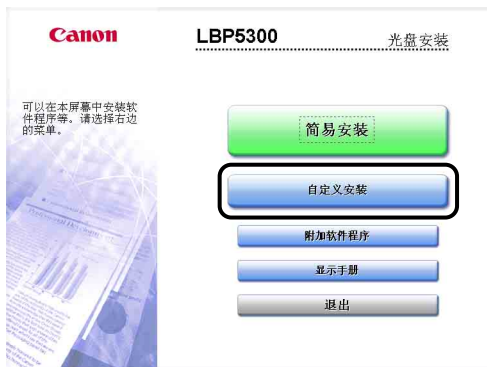 Canon
LBP5300
光盘安装
可以在本屏幕中安装软
件程序等。请选择右边
的菜单。
简易安装
自定义安装
附加软件程序
显示手册
退出